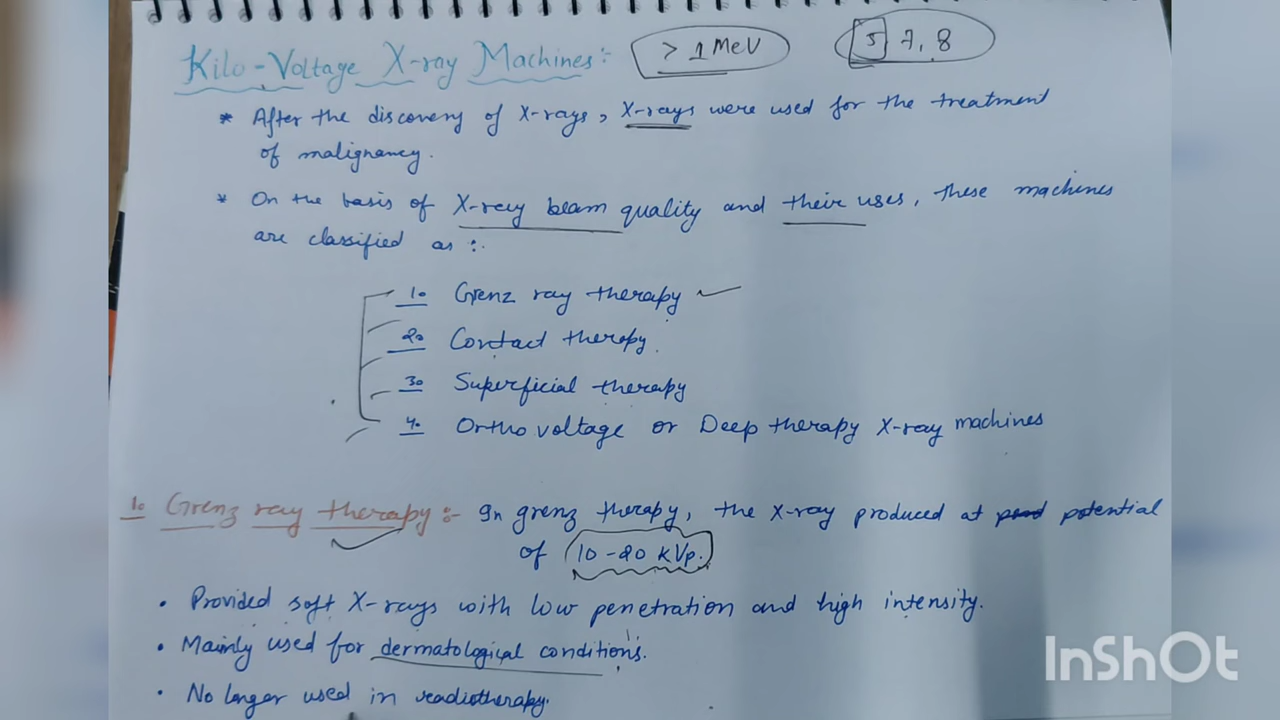 Kilo-Voltage X-ray Machines:- > 1 MeV 5 7, 8
* After the discovery of X-rays, X-rays were used for the treatment
of malignancy.
* On the basis of X-ray beam quality and their uses, these machines
are classified as :-
1. Grenz ray therapy
2. Contact therapy.
3. Superficial therapy
4. Orthovoltage or Deep therapy X-ray machines
1. Grenz ray therapy :- In grenz therapy, the X-ray produced at potential
of 10-20 KVp.
• Provided soft X-rays with low penetration and high intensity.
• Mainly used for dermatological conditions.
• No longer used in readiotherapy.
InShOt